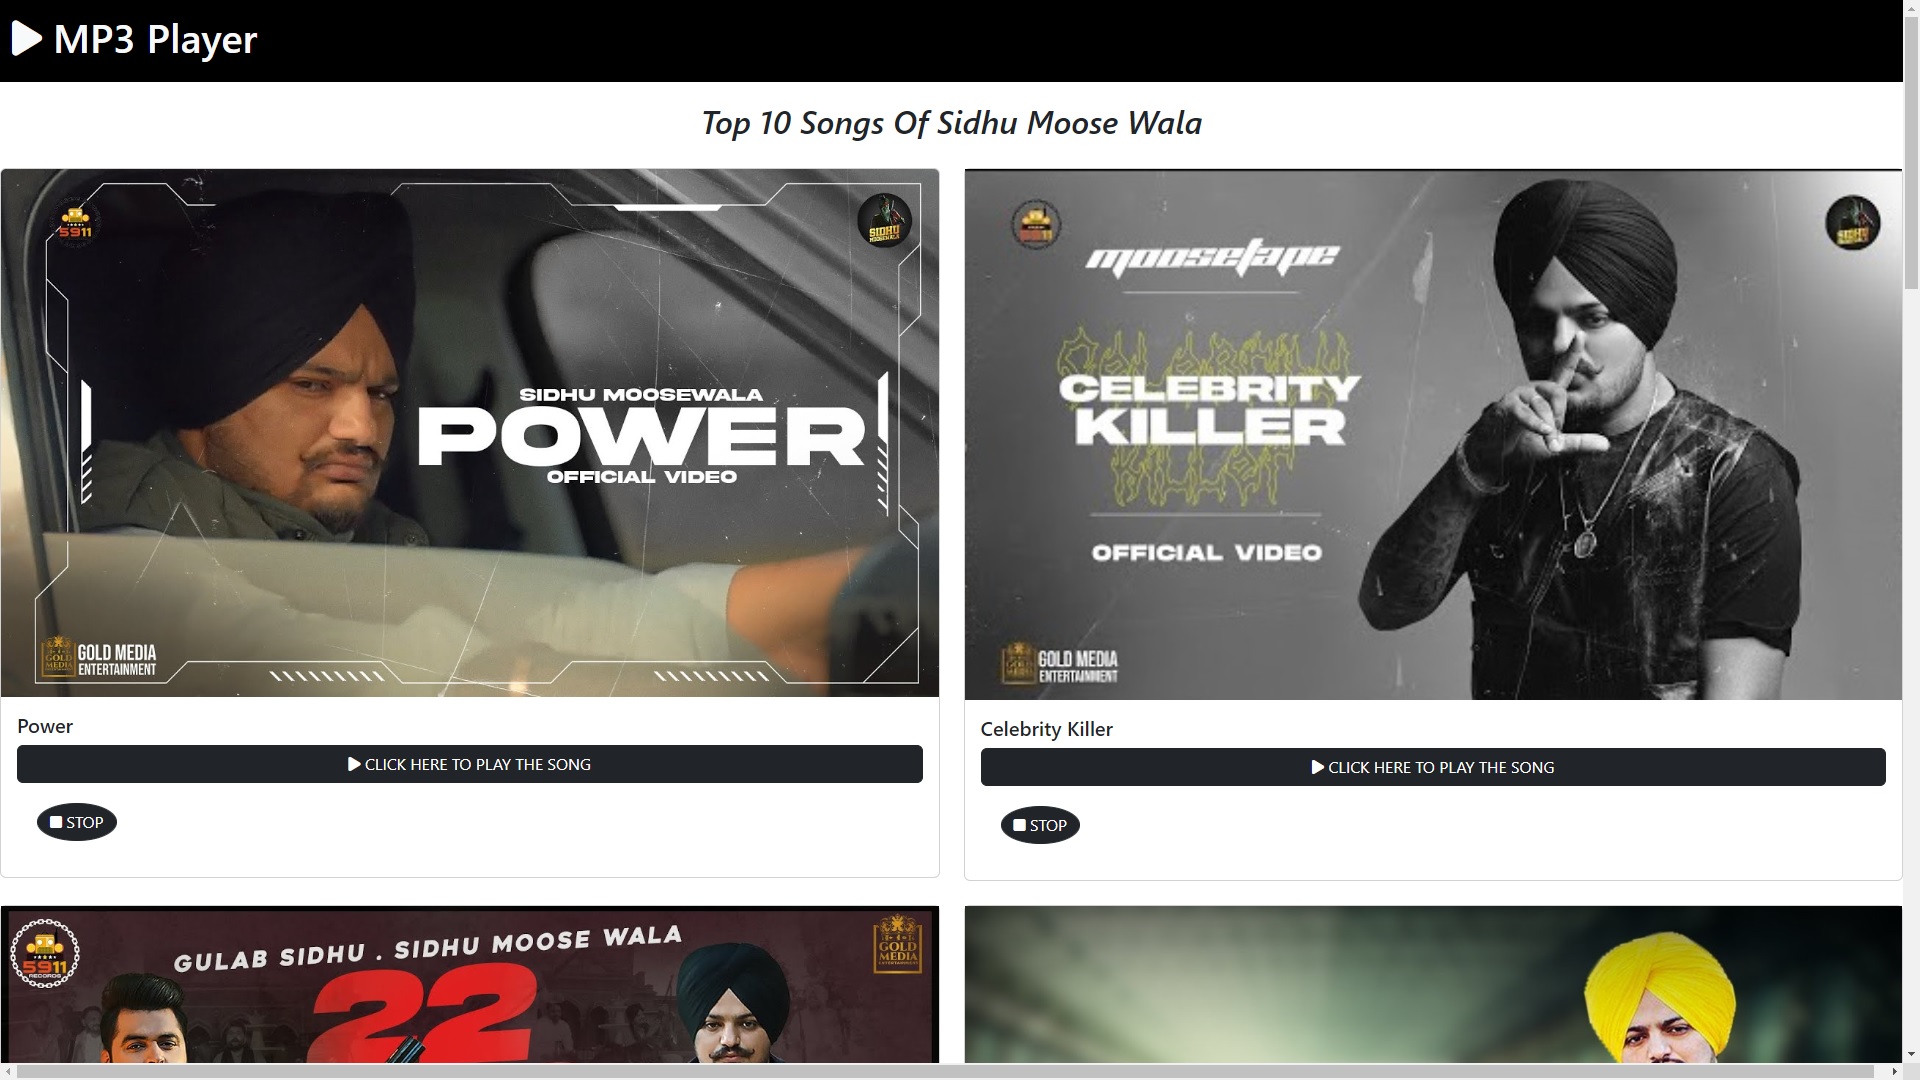 MP3 Player
Top 10 Songs Of Sidhu Moose Wala
5911
SIDHU
MOOSEWALA
SIDHU MOOSEWALA
POWER
OFFICIAL VIDEO
GOLD MEDIA
ENTERTAINMENT
Power
CLICK HERE TO PLAY THE SONG
STOP
5911
SIDHU
moosetape
CELEBRITY
KILLER
OFFICIAL VIDEO
GOLD MEDIA
ENTERTAINMENT
Celebrity Killer
CLICK HERE TO PLAY THE SONG
STOP
5911
RECORDS
GULAB SIDHU . SIDHU MOOSE WALA
22
GOLD
MEDIA